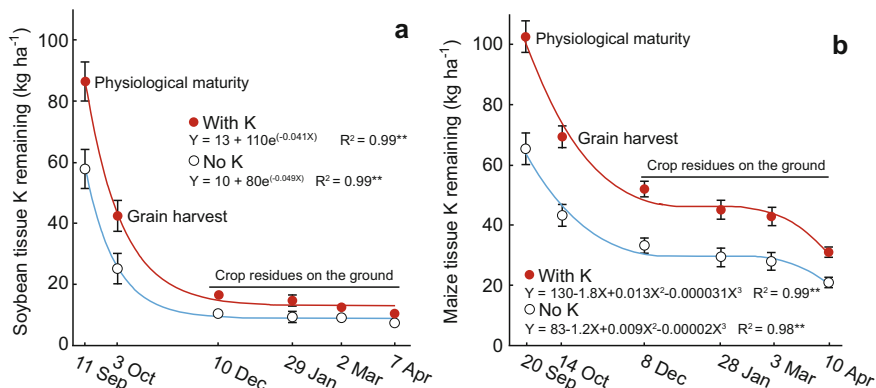 a
Soybean tissue K remaining (kg ha-1)
100
80
60
40
20
0
Physiological maturity
With K
Y = 13 + 110e(-0.041X) R2 = 0.99**
No K
Y = 10 + 80e(-0.049X) R2 = 0.99**
Grain harvest
Crop residues on the ground
11 Sep
3 Oct
10 Dec
29 Jan
2 Mar
7 Apr
b
Maize tissue K remaining (kg ha-1)
100
80
60
40
20
0
Physiological maturity
Grain harvest
Crop residues on the ground
With K
Y = 130-1.8X+0.013X2-0.000031X3 R2 = 0.99**
No K
Y = 83-1.2X+0.009X2-0.00002X3 R2 = 0.98**
20 Sep
14 Oct
8 Dec
28 Jan
3 Mar
10 Apr